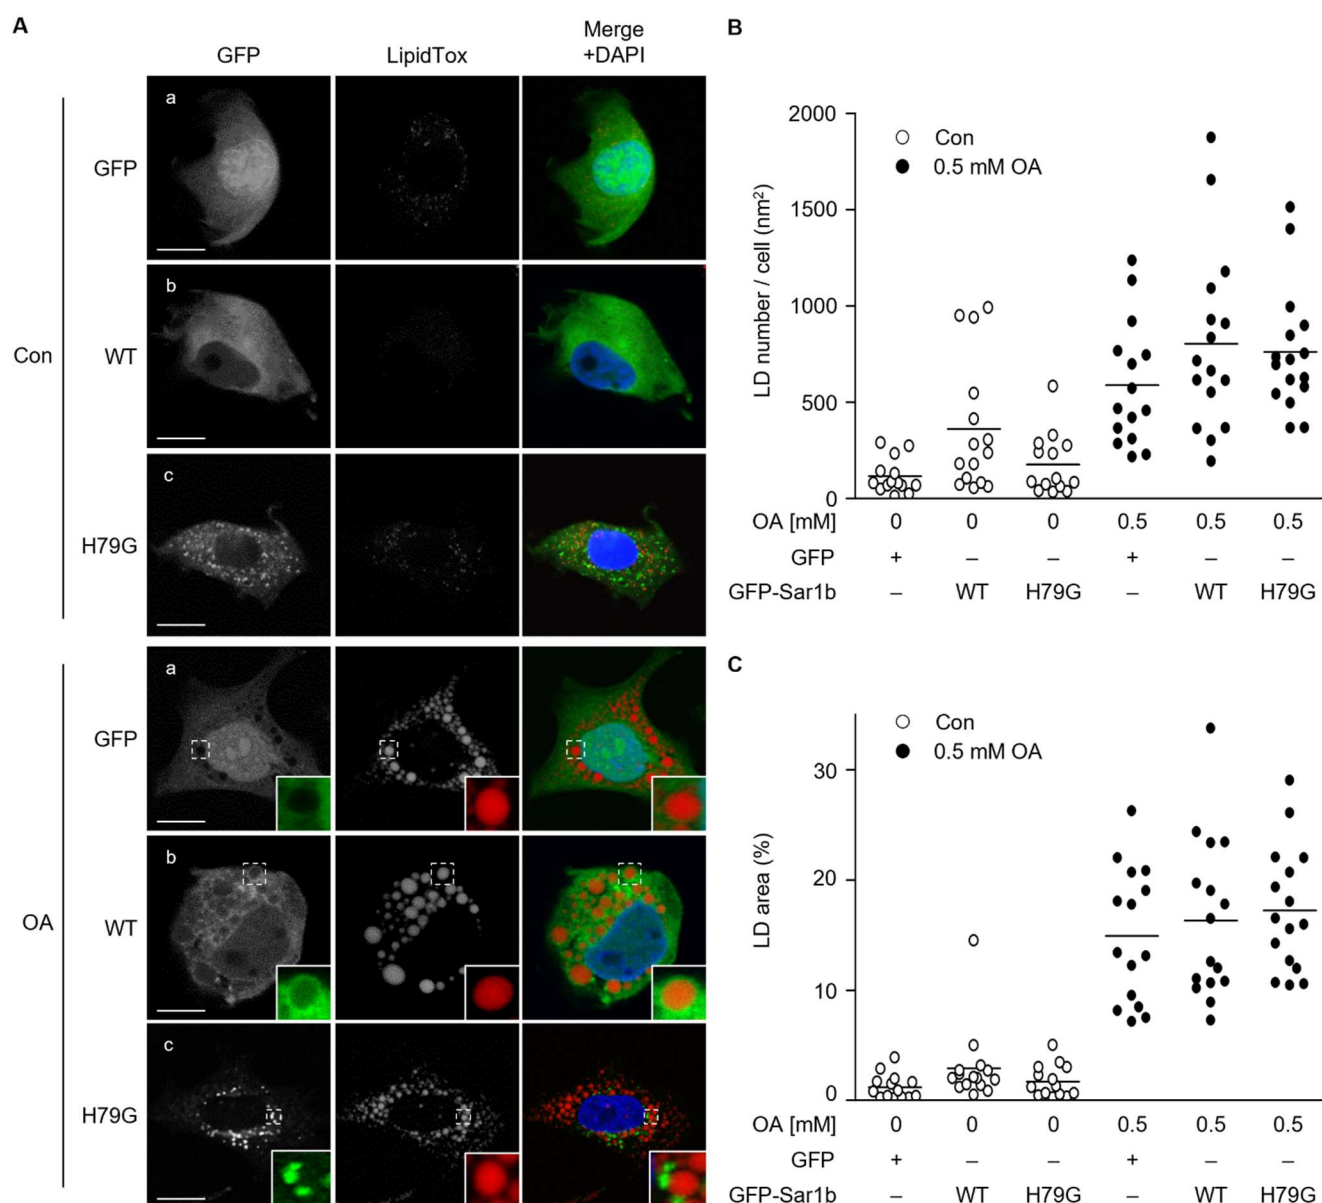 A
GFP LipidTox Merge +DAPI
Con
a
GFP
b
WT
c
H79G
OA
a
GFP
b
WT
c
H79G
B
2000
1500
1000
500
0
LD number / cell (nm²)
Con
0.5 mM OA
OA [mM] 0 0 0 0.5 0.5 0.5
GFP + – – + – –
GFP-Sar1b – WT H79G – WT H79G
C
30
20
10
0
LD area (%)
Con
0.5 mM OA
OA [mM] 0 0 0 0.5 0.5 0.5
GFP + – – + – –
GFP-Sar1b – WT H79G – WT H79G